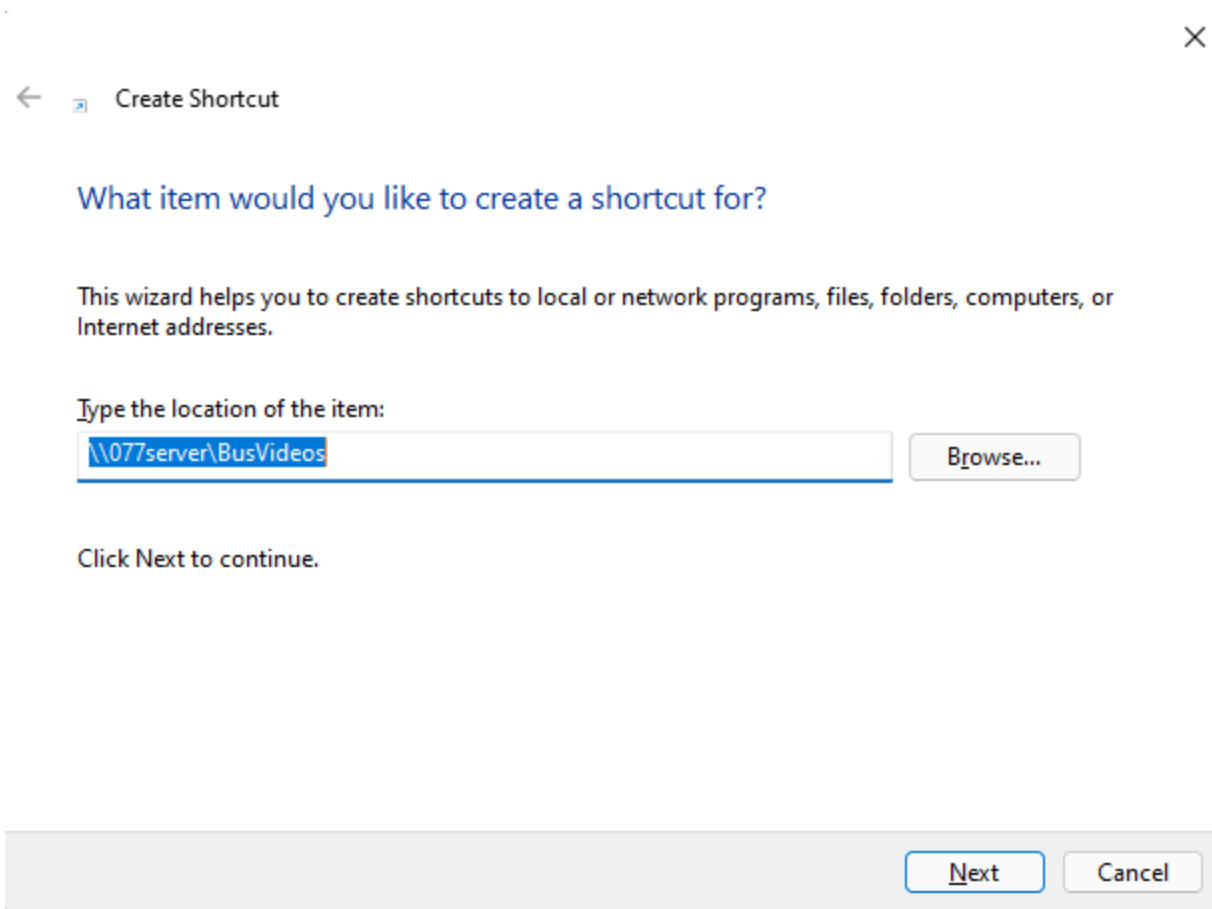 Create Shortcut
What item would you like to create a shortcut for?
This wizard helps you to create shortcuts to local or network programs, files, folders, computers, or
Internet addresses.
Type the location of the item:
\\077server\BusVideos
Browse...
Click Next to continue.
Next
Cancel